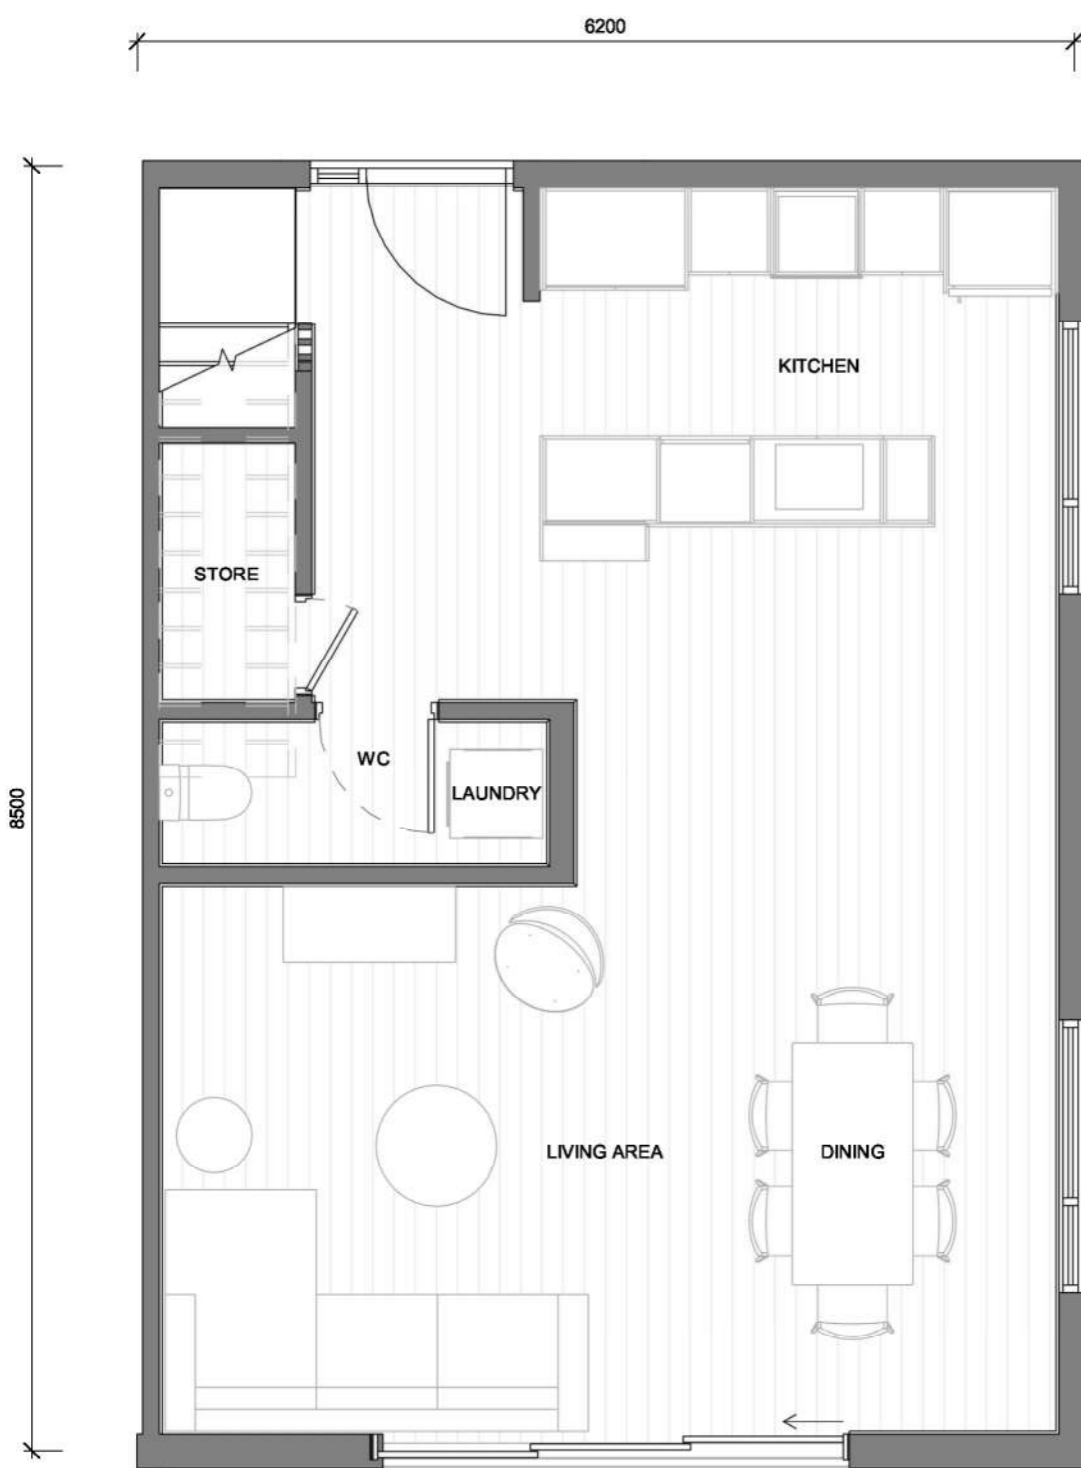 6200
KITCHEN
STORE
WC
LAUNDRY
8500
LIVING AREA
DINING